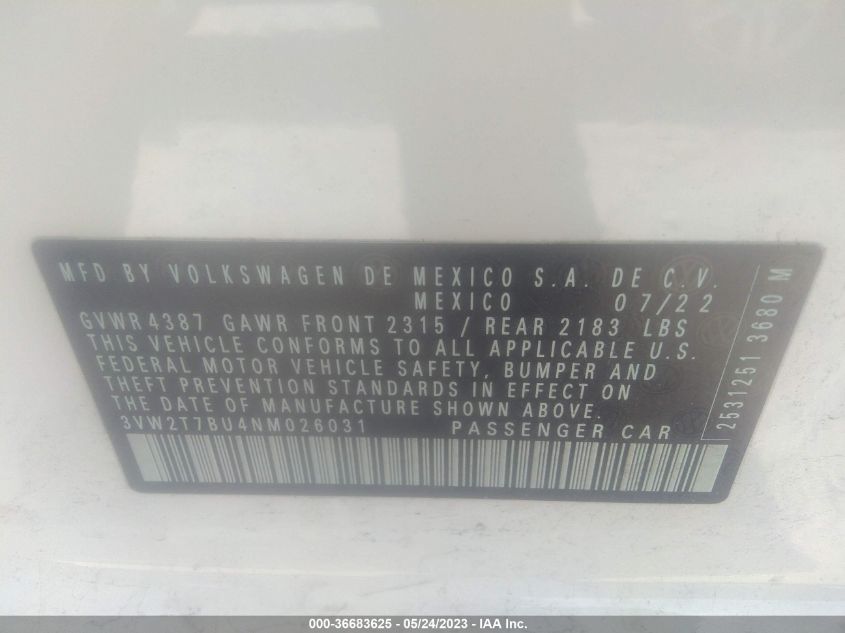 MFD BY VOLKSWAGEN DE MEXICO S.A. DE C.V.
MEXICO 07/22
GVWR 4387 GAWR FRONT 2315 / REAR 2183 LBS
THIS VEHICLE CONFORMS TO ALL APPLICABLE U.S.
FEDERAL MOTOR VEHICLE SAFETY, BUMPER AND
THEFT PREVENTION STANDARDS IN EFFECT ON
THE DATE OF MANUFACTURE SHOWN ABOVE.
3VW2T7BU4NM026031 PASSENGER CAR
2531251 3680 M
000-36683625 - 05/24/2023 - IAA Inc.